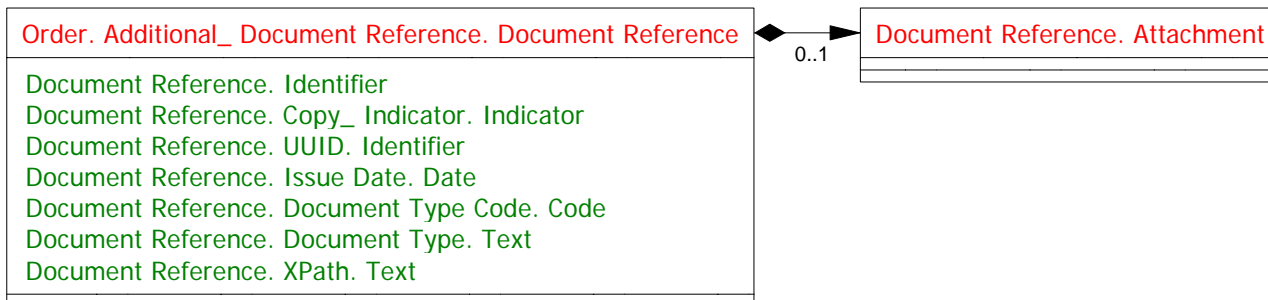 Order. Additional_ Document Reference. Document Reference
Document Reference. Identifier
Document Reference. Copy_ Indicator. Indicator
Document Reference. UUID. Identifier
Document Reference. Issue Date. Date
Document Reference. Document Type Code. Code
Document Reference. Document Type. Text
Document Reference. XPath. Text
0..1
Document Reference. Attachment